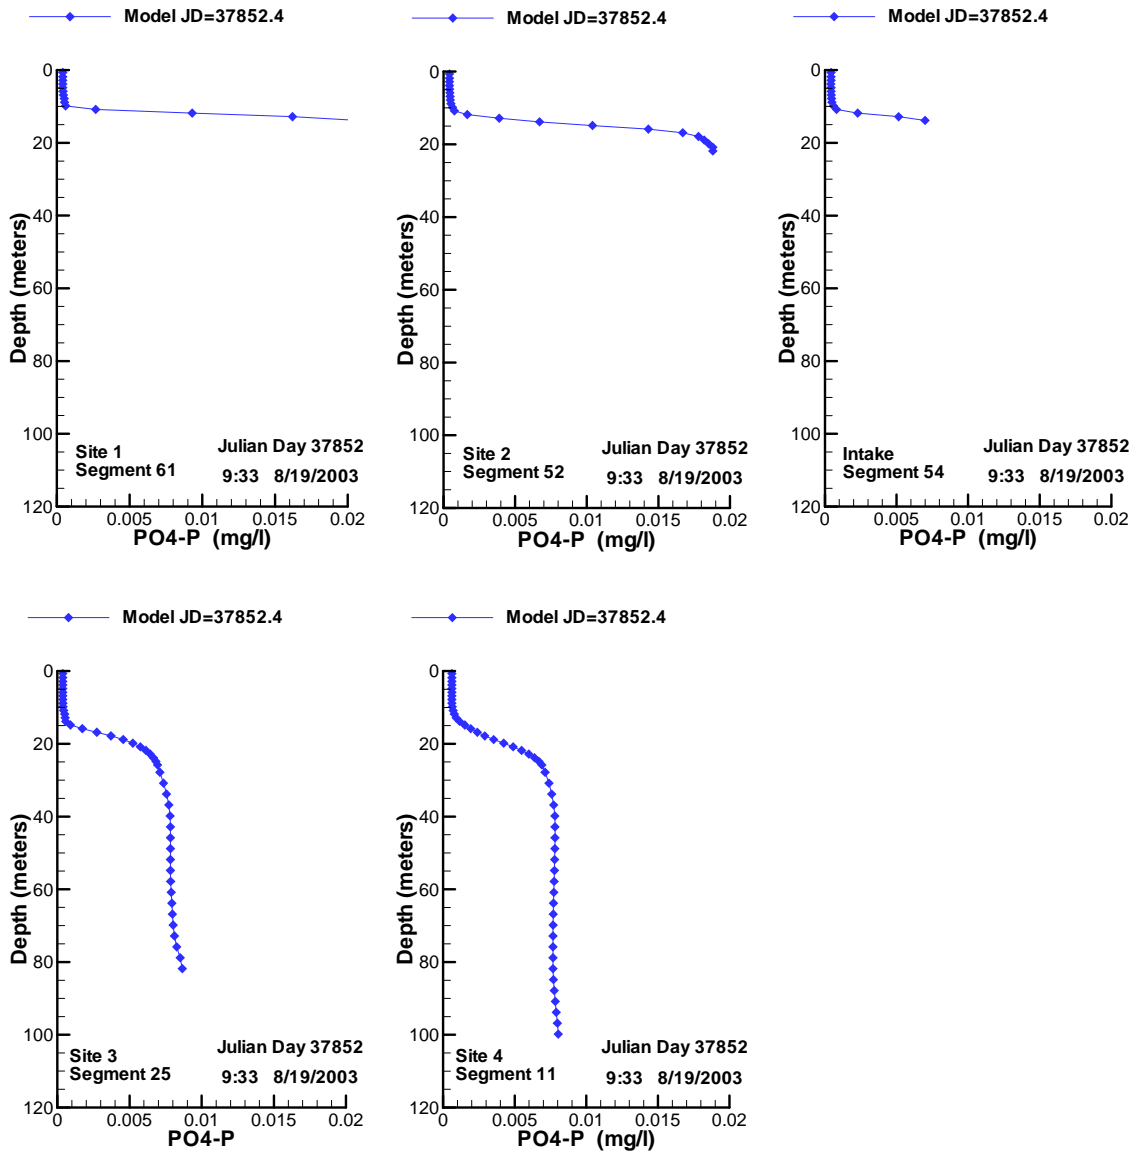 Model JD=37852.4
0
20
40
60
80
100
120
Depth (meters)
Site 1
Segment 61
Julian Day 37852
9:33 8/19/2003
0 0.005 0.01 0.015 0.02
PO4-P (mg/l)
Model JD=37852.4
0
20
40
60
80
100
120
Depth (meters)
Site 2
Segment 52
Julian Day 37852
9:33 8/19/2003
0 0.005 0.01 0.015 0.02
PO4-P (mg/l)
Model JD=37852.4
0
20
40
60
80
100
120
Depth (meters)
Intake
Segment 54
Julian Day 37852
9:33 8/19/2003
0 0.005 0.01 0.015 0.02
PO4-P (mg/l)
Model JD=37852.4
0
20
40
60
80
100
120
Depth (meters)
Site 3
Segment 25
Julian Day 37852
9:33 8/19/2003
0 0.005 0.01 0.015 0.02
PO4-P
Model JD=37852.4
0
20
40
60
80
100
120
Depth (meters)
Site 4
Segment 11
Julian Day 37852
9:33 8/19/2003
0 0.005 0.01 0.015 0.02
PO4-P (mg/l)